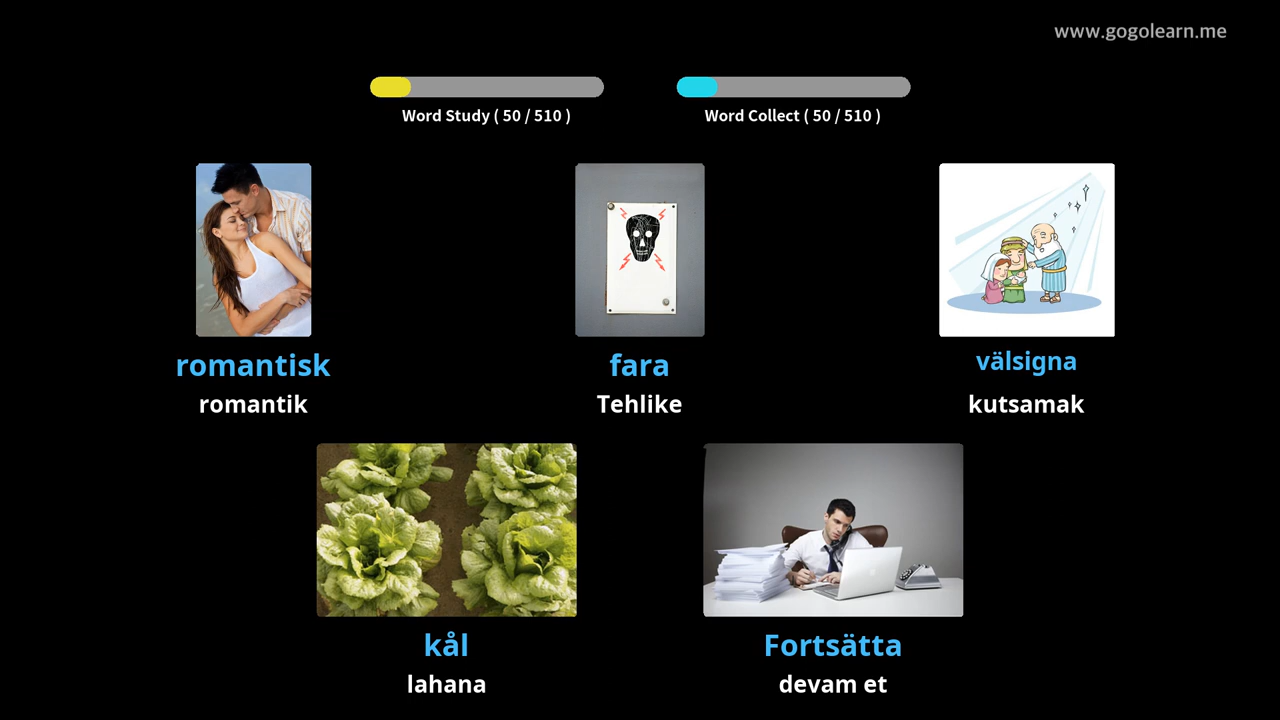 www.gogolearn.me
Word Study ( 50 / 510 )
Word Collect ( 50 / 510 )
romantisk
romantik
fara
Tehlike
välsigna
kutsamak
kål
lahana
Fortsätta
devam et